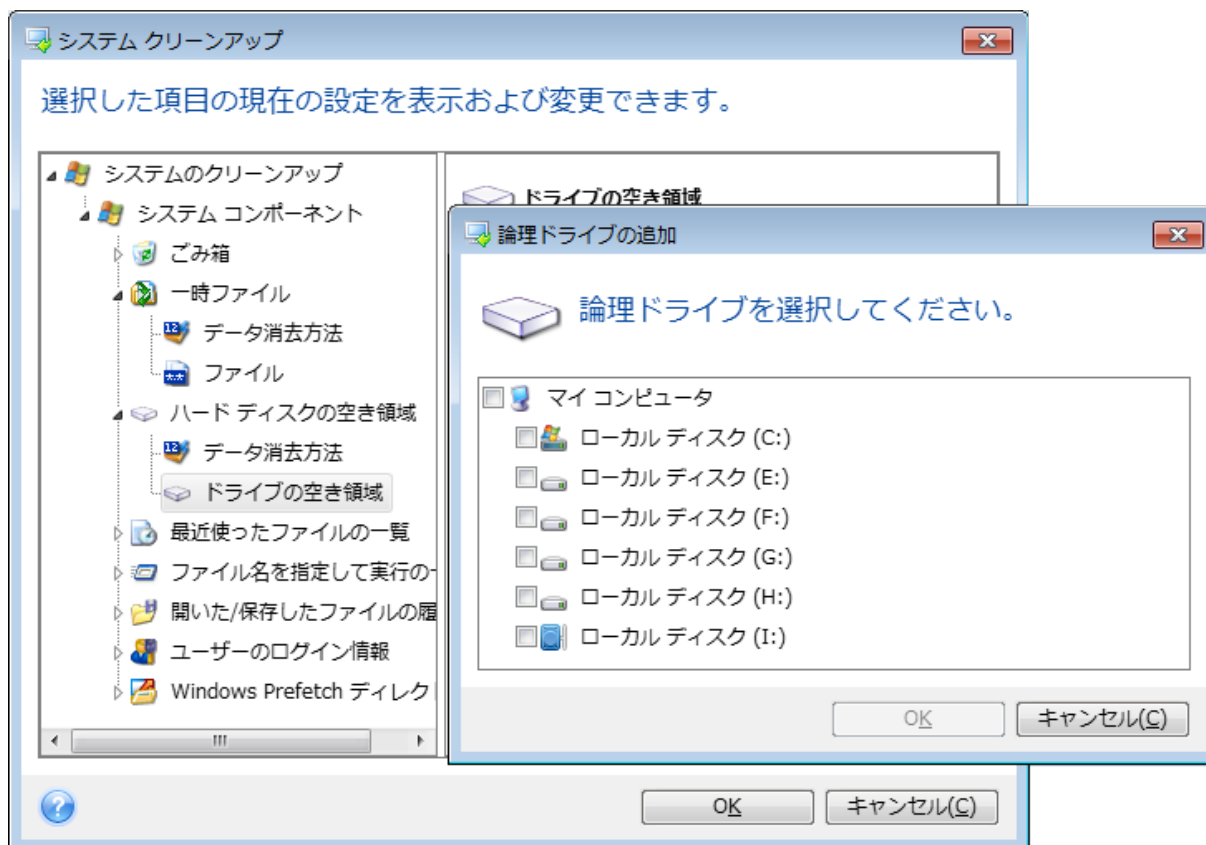 システム クリーンアップ
選択した項目の現在の設定を表示および変更できます。
システムのクリーンアップ
システム コンポーネント
ごみ箱
一時ファイル
データ消去方法
ファイル
ハード ディスクの空き領域
データ消去方法
ドライブの空き領域
最近使ったファイルの一覧
ファイル名を指定して実行の
開いた/保存したファイルの履
ユーザーのログイン情報
Windows Prefetch ディレク
ドライブの空き領域
論理ドライブの追加
論理ドライブを選択してください。
マイ コンピュータ
ローカル ディスク (C:)
ローカル ディスク (E:)
ローカル ディスク (F:)
ローカル ディスク (G:)
ローカル ディスク (H:)
ローカル ディスク (I:)
OK キャンセル(C)
OK キャンセル(C)